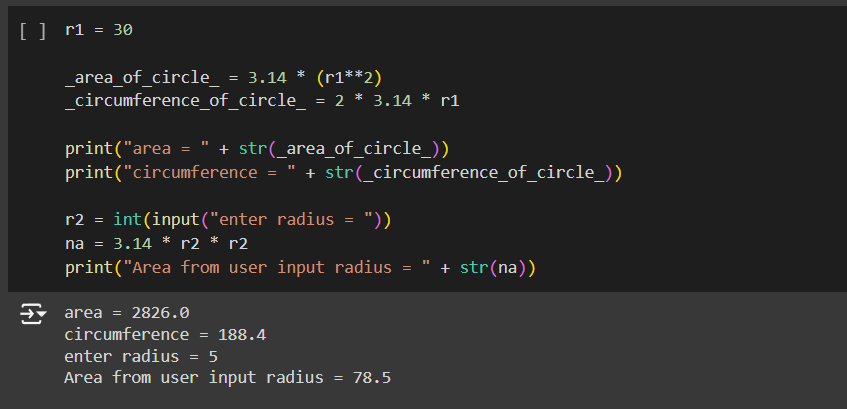 [ ] r1 = 30
_area_of_circle_ = 3.14 * (r1**2)
_circumference_of_circle_ = 2 * 3.14 * r1
print("area = " + str(_area_of_circle_))
print("circumference = " + str(_circumference_of_circle_))
r2 = int(input("enter radius = "))
na = 3.14 * r2 * r2
print("Area from user input radius = " + str(na))
area = 2826.0
circumference = 188.4
enter radius = 5
Area from user input radius = 78.5